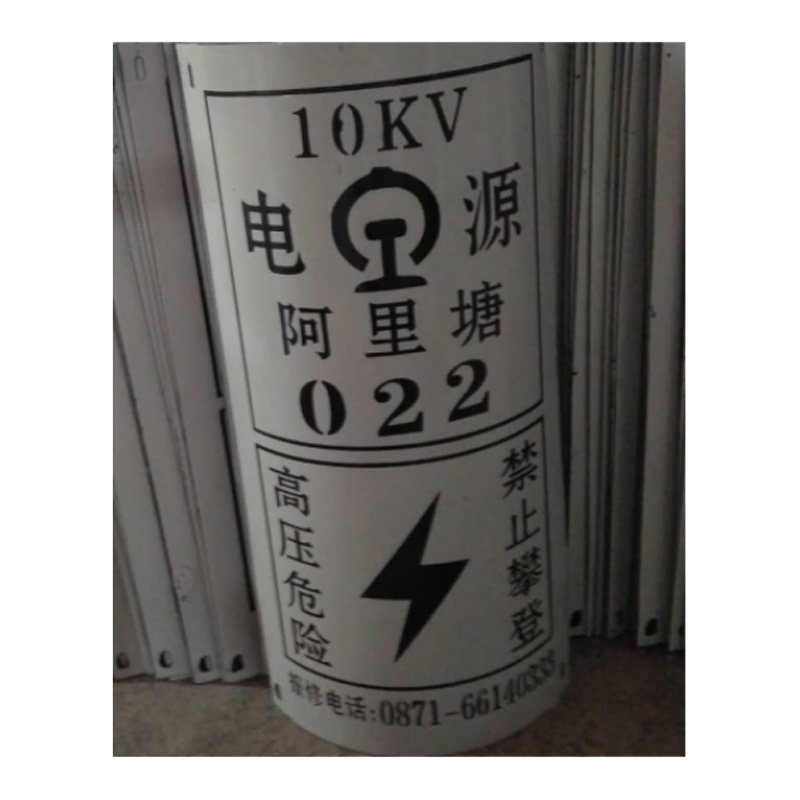 10KV
电 源
阿里塘
022
高压危险
禁止攀登
报修电话:0871-66140333